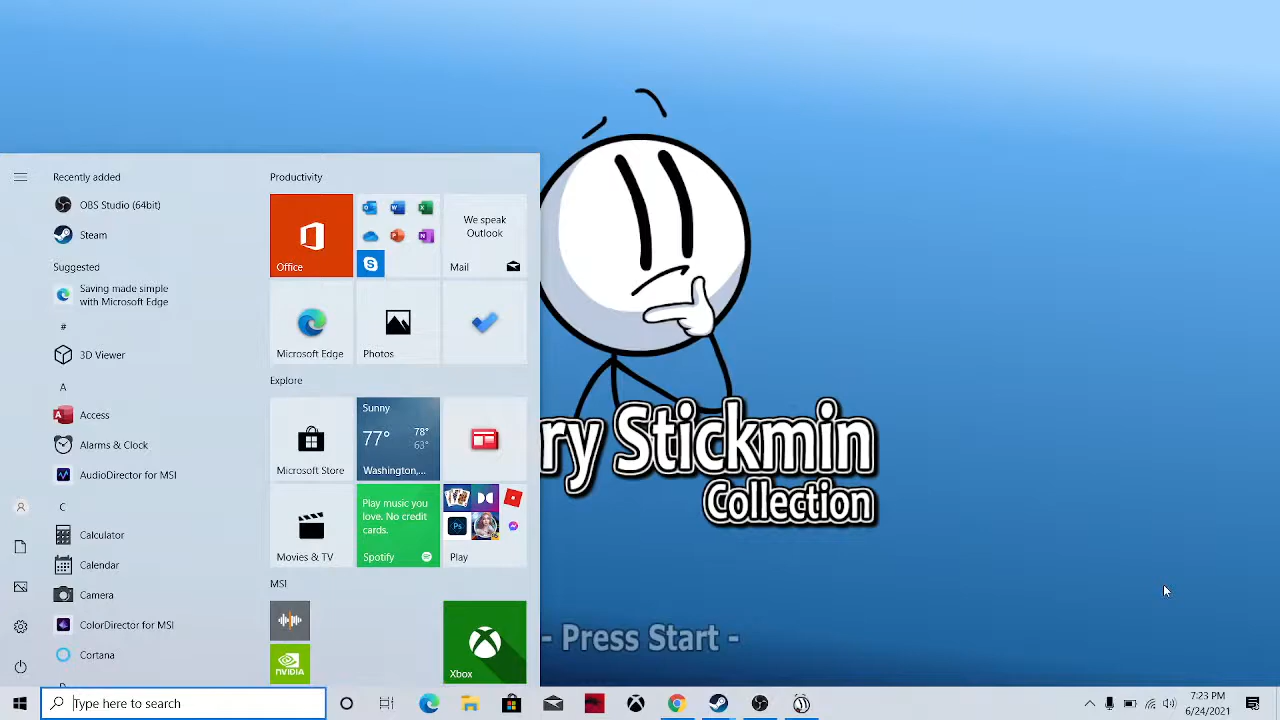 Recently added
OBS Studio (64bit)
Steam
Suggested
Saving made simple
with Microsoft Edge
#
3D Viewer
A
Access
Alarms & Clock
AudioDirector for MSI
C
Calculator
Calendar
Camera
ColorDirector for MSI
Cortana
Productivity
Office
We speak
Outlook
Mail
Microsoft Edge
Photos
Explore
Microsoft Store
Sunny
77°
78°
63°
Washington,...
Movies & TV
Play music you
love. No credit
cards.
Spotify
Play
MSI
NVIDIA
Xbox
ry Stickmin
Collection
- Press Start -
Type here to search
7:23 PM
6/24/2021